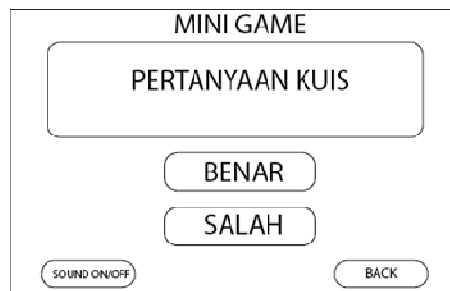 MINI GAME
PERTANYAAN KUIS
BENAR
SALAH
SOUND ON/OFF
BACK